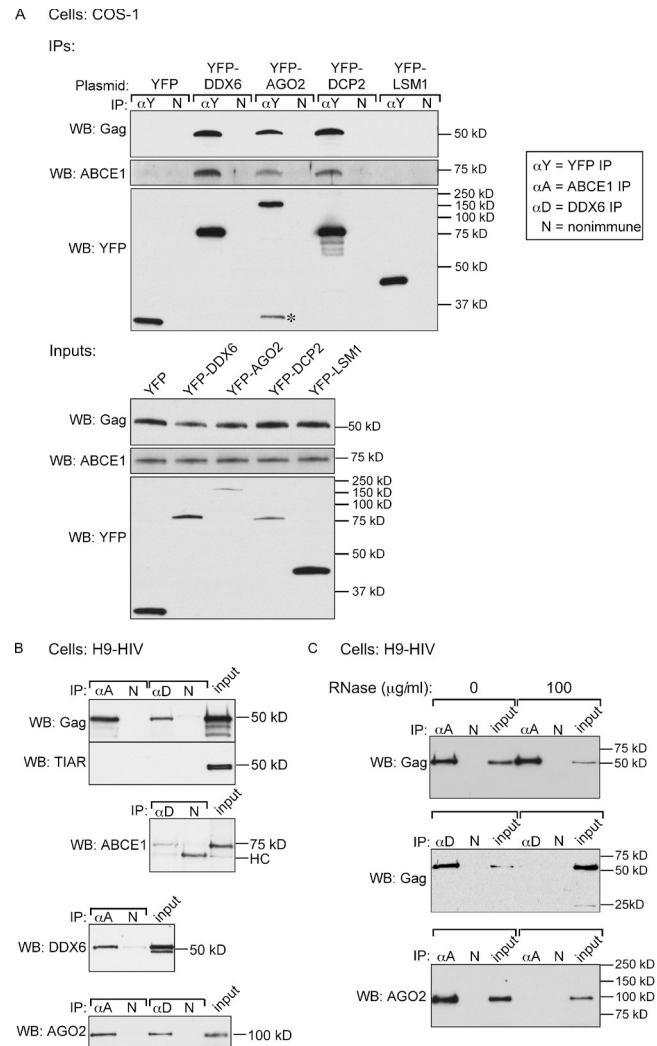 A Cells: COS-1
IPs:
YFP- YFP- YFP- YFP-
Plasmid: YFP DDX6 AGO2 DCP2 LSM1
IP: αY N αY N αY N αY N αY N
WB: Gag 50 kD
WB: ABCE1 75 kD
WB: YFP
250 kD
150 kD
100 kD
75 kD
50 kD
37 kD
*
αY = YFP IP
αA = ABCE1 IP
αD = DDX6 IP
N = nonimmune
Inputs:
YFP YFP-DDX6 YFP-AGO2 YFP-DCP2 YFP-LSM1
WB: Gag 50 kD
WB: ABCE1 75 kD
WB: YFP
250 kD
150 kD
100 kD
75 kD
50 kD
37 kD
B Cells: H9-HIV
IP: αA N αD N input
WB: Gag 50 kD
WB: TIAR 50 kD
IP: αD N input
WB: ABCE1 75 kD
HC
IP: αA N input
WB: DDX6 50 kD
IP: αA N αD N input
WB: AGO2 100 kD
C Cells: H9-HIV
RNase (μg/ml): 0 100
IP: αA N input αA N input
WB: Gag
75 kD
50 kD
IP: αD N input αD N input
WB: Gag
75 kD
50 kD
25kD
IP: αA N input αA N input
WB: AGO2
250 kD
150 kD
100 kD
75 kD